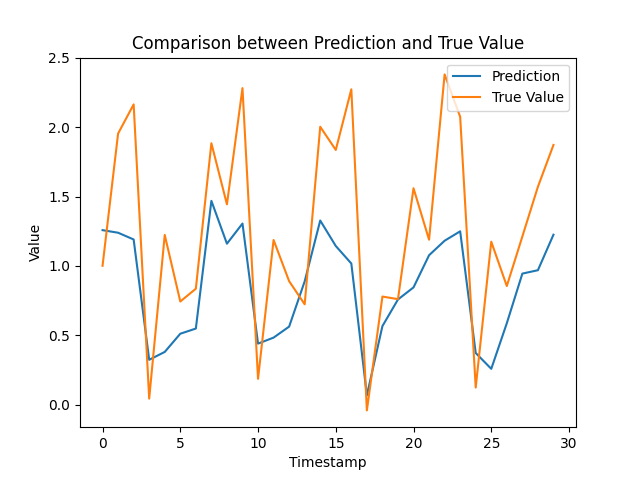 Comparison between Prediction and True Value
2.5
2.0
1.5
1.0
0.5
0.0
Value
Prediction
True Value
0 5 10 15 20 25 30
Timestamp